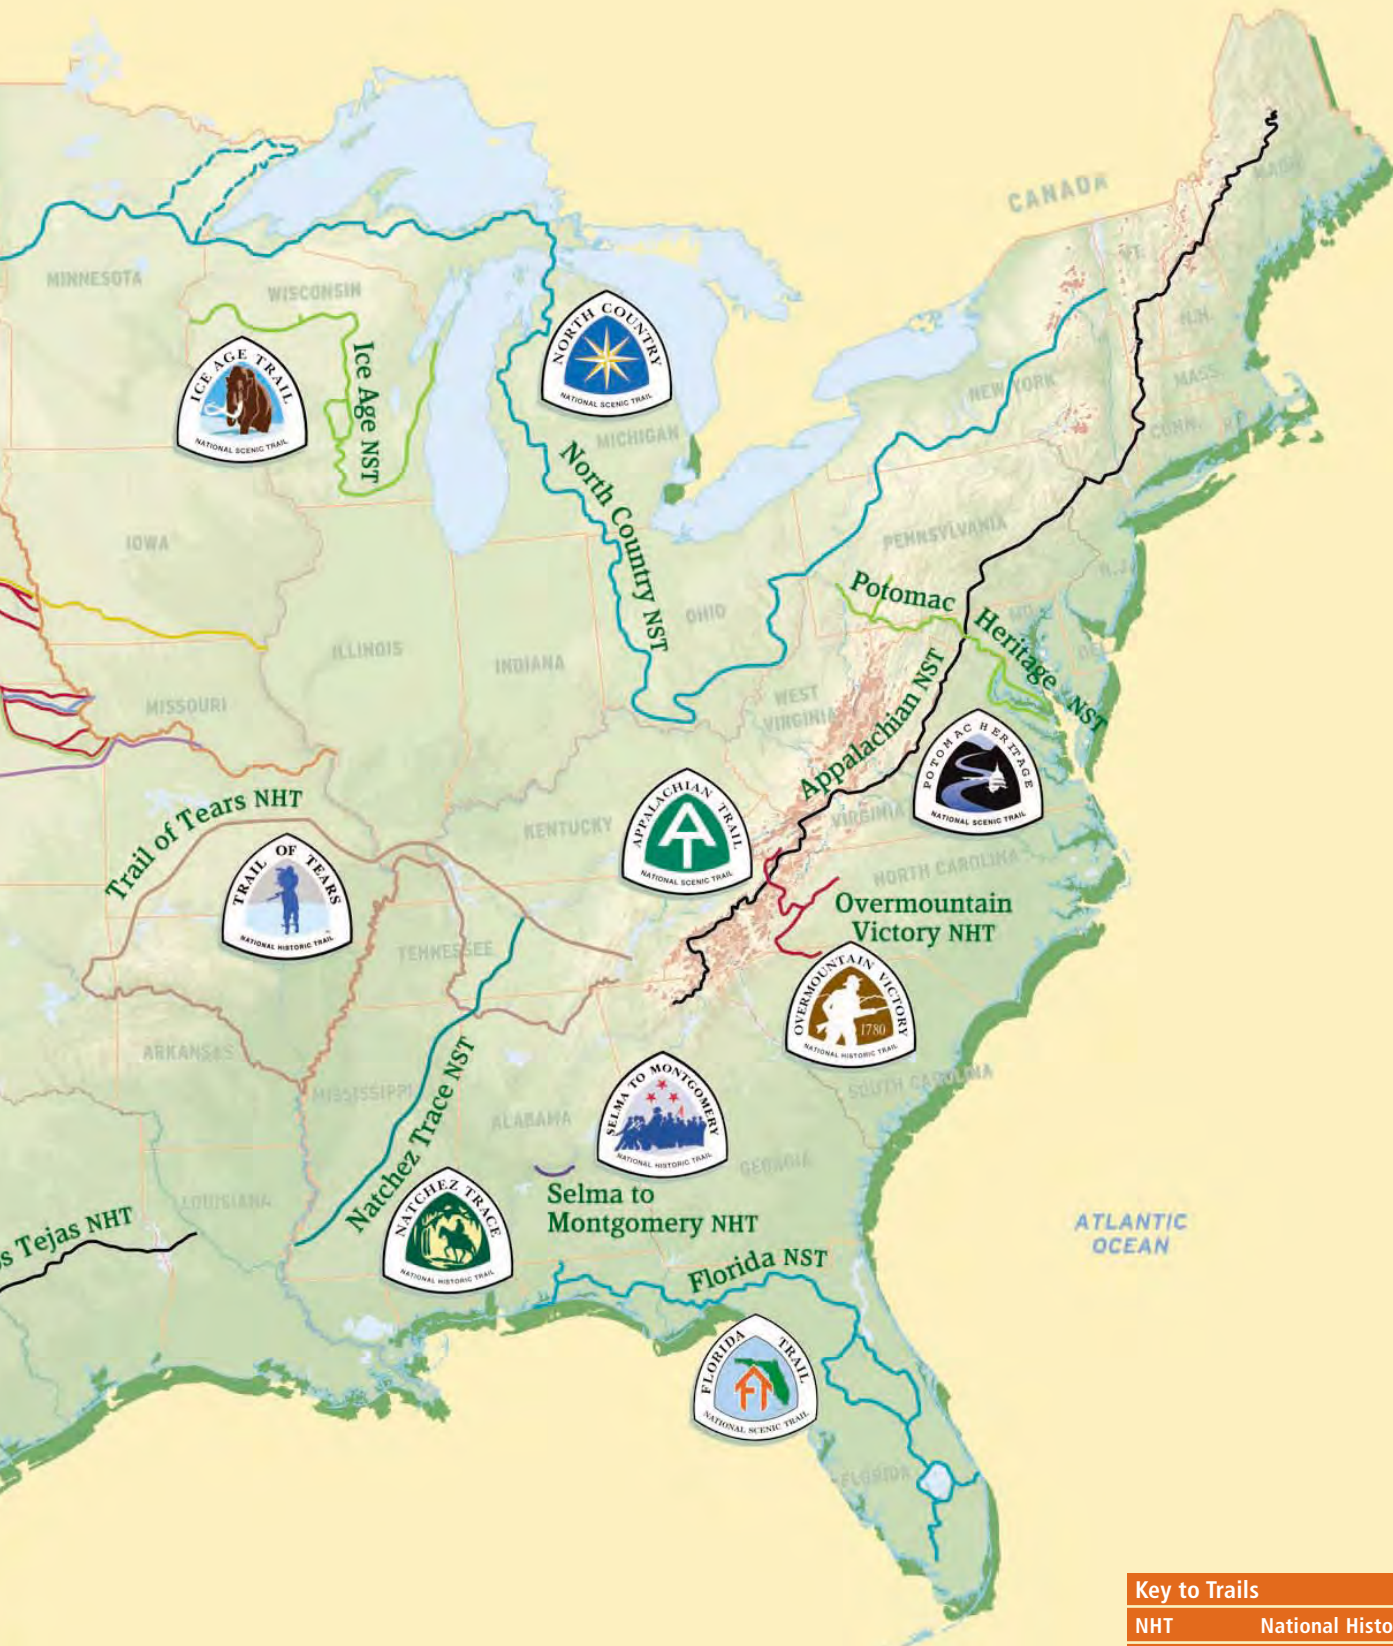 CANADA
MAINE
MINNESOTA
WISCONSIN
VT.
N.H.
NORTH COUNTRY
NATIONAL SCENIC TRAIL
ICE AGE TRAIL
NATIONAL SCENIC TRAIL
Ice Age NST
NEW YORK
MASS.
CONN.
R.I.
MICHIGAN
North Country NST
IOWA
PENNSYLVANIA
N.J.
Potomac Heritage NST
OHIO
MD.
DEL.
ILLINOIS
INDIANA
WEST
VIRGINIA
MISSOURI
Appalachian NST
POTOMAC HERITAGE
NATIONAL SCENIC TRAIL
Trail of Tears NHT
APPALACHIAN TRAIL
NATIONAL SCENIC TRAIL
KENTUCKY
VIRGINIA
TRAIL OF TEARS
NATIONAL HISTORIC TRAIL
NORTH CAROLINA
Overmountain
Victory NHT
TENNESSEE
OVERMOUNTAIN VICTORY
1780
NATIONAL HISTORIC TRAIL
ARKANSAS
MISSISSIPPI
Natchez Trace NST
ALABAMA
SELMA TO MONTGOMERY
NATIONAL HISTORIC TRAIL
SOUTH CAROLINA
GEORGIA
LOUISIANA
NATCHEZ TRACE
NATIONAL HISTORIC TRAIL
Selma to
Montgomery NHT
s Tejas NHT
ATLANTIC
OCEAN
Florida NST
FLORIDA TRAIL
FT
NATIONAL SCENIC TRAIL
FLORIDA
Key to Trails
NHT National Histo